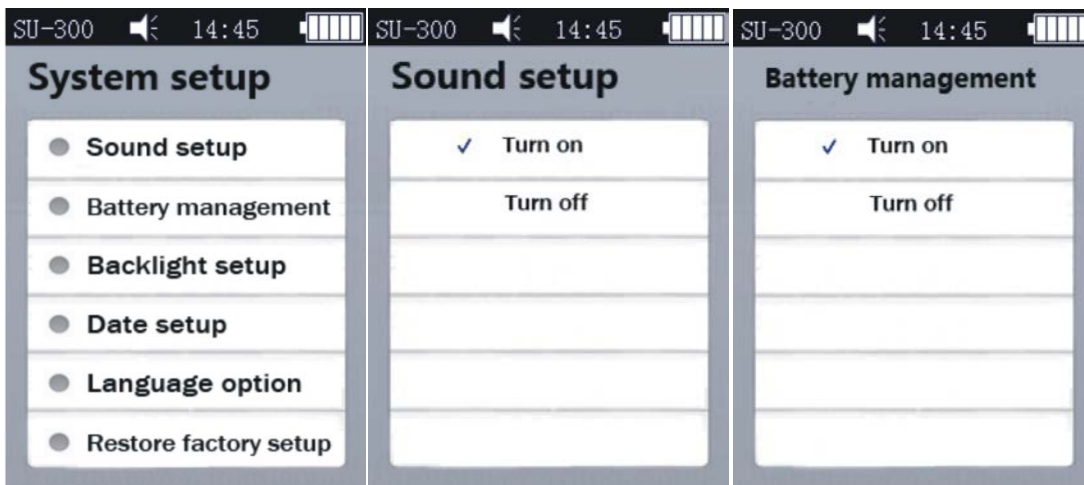 SU-300 14:45
System setup
Sound setup
Battery management
Backlight setup
Date setup
Language option
Restore factory setup
SU-300 14:45
Sound setup
Turn on
Turn off
SU-300 14:45
Battery management
Turn on
Turn off